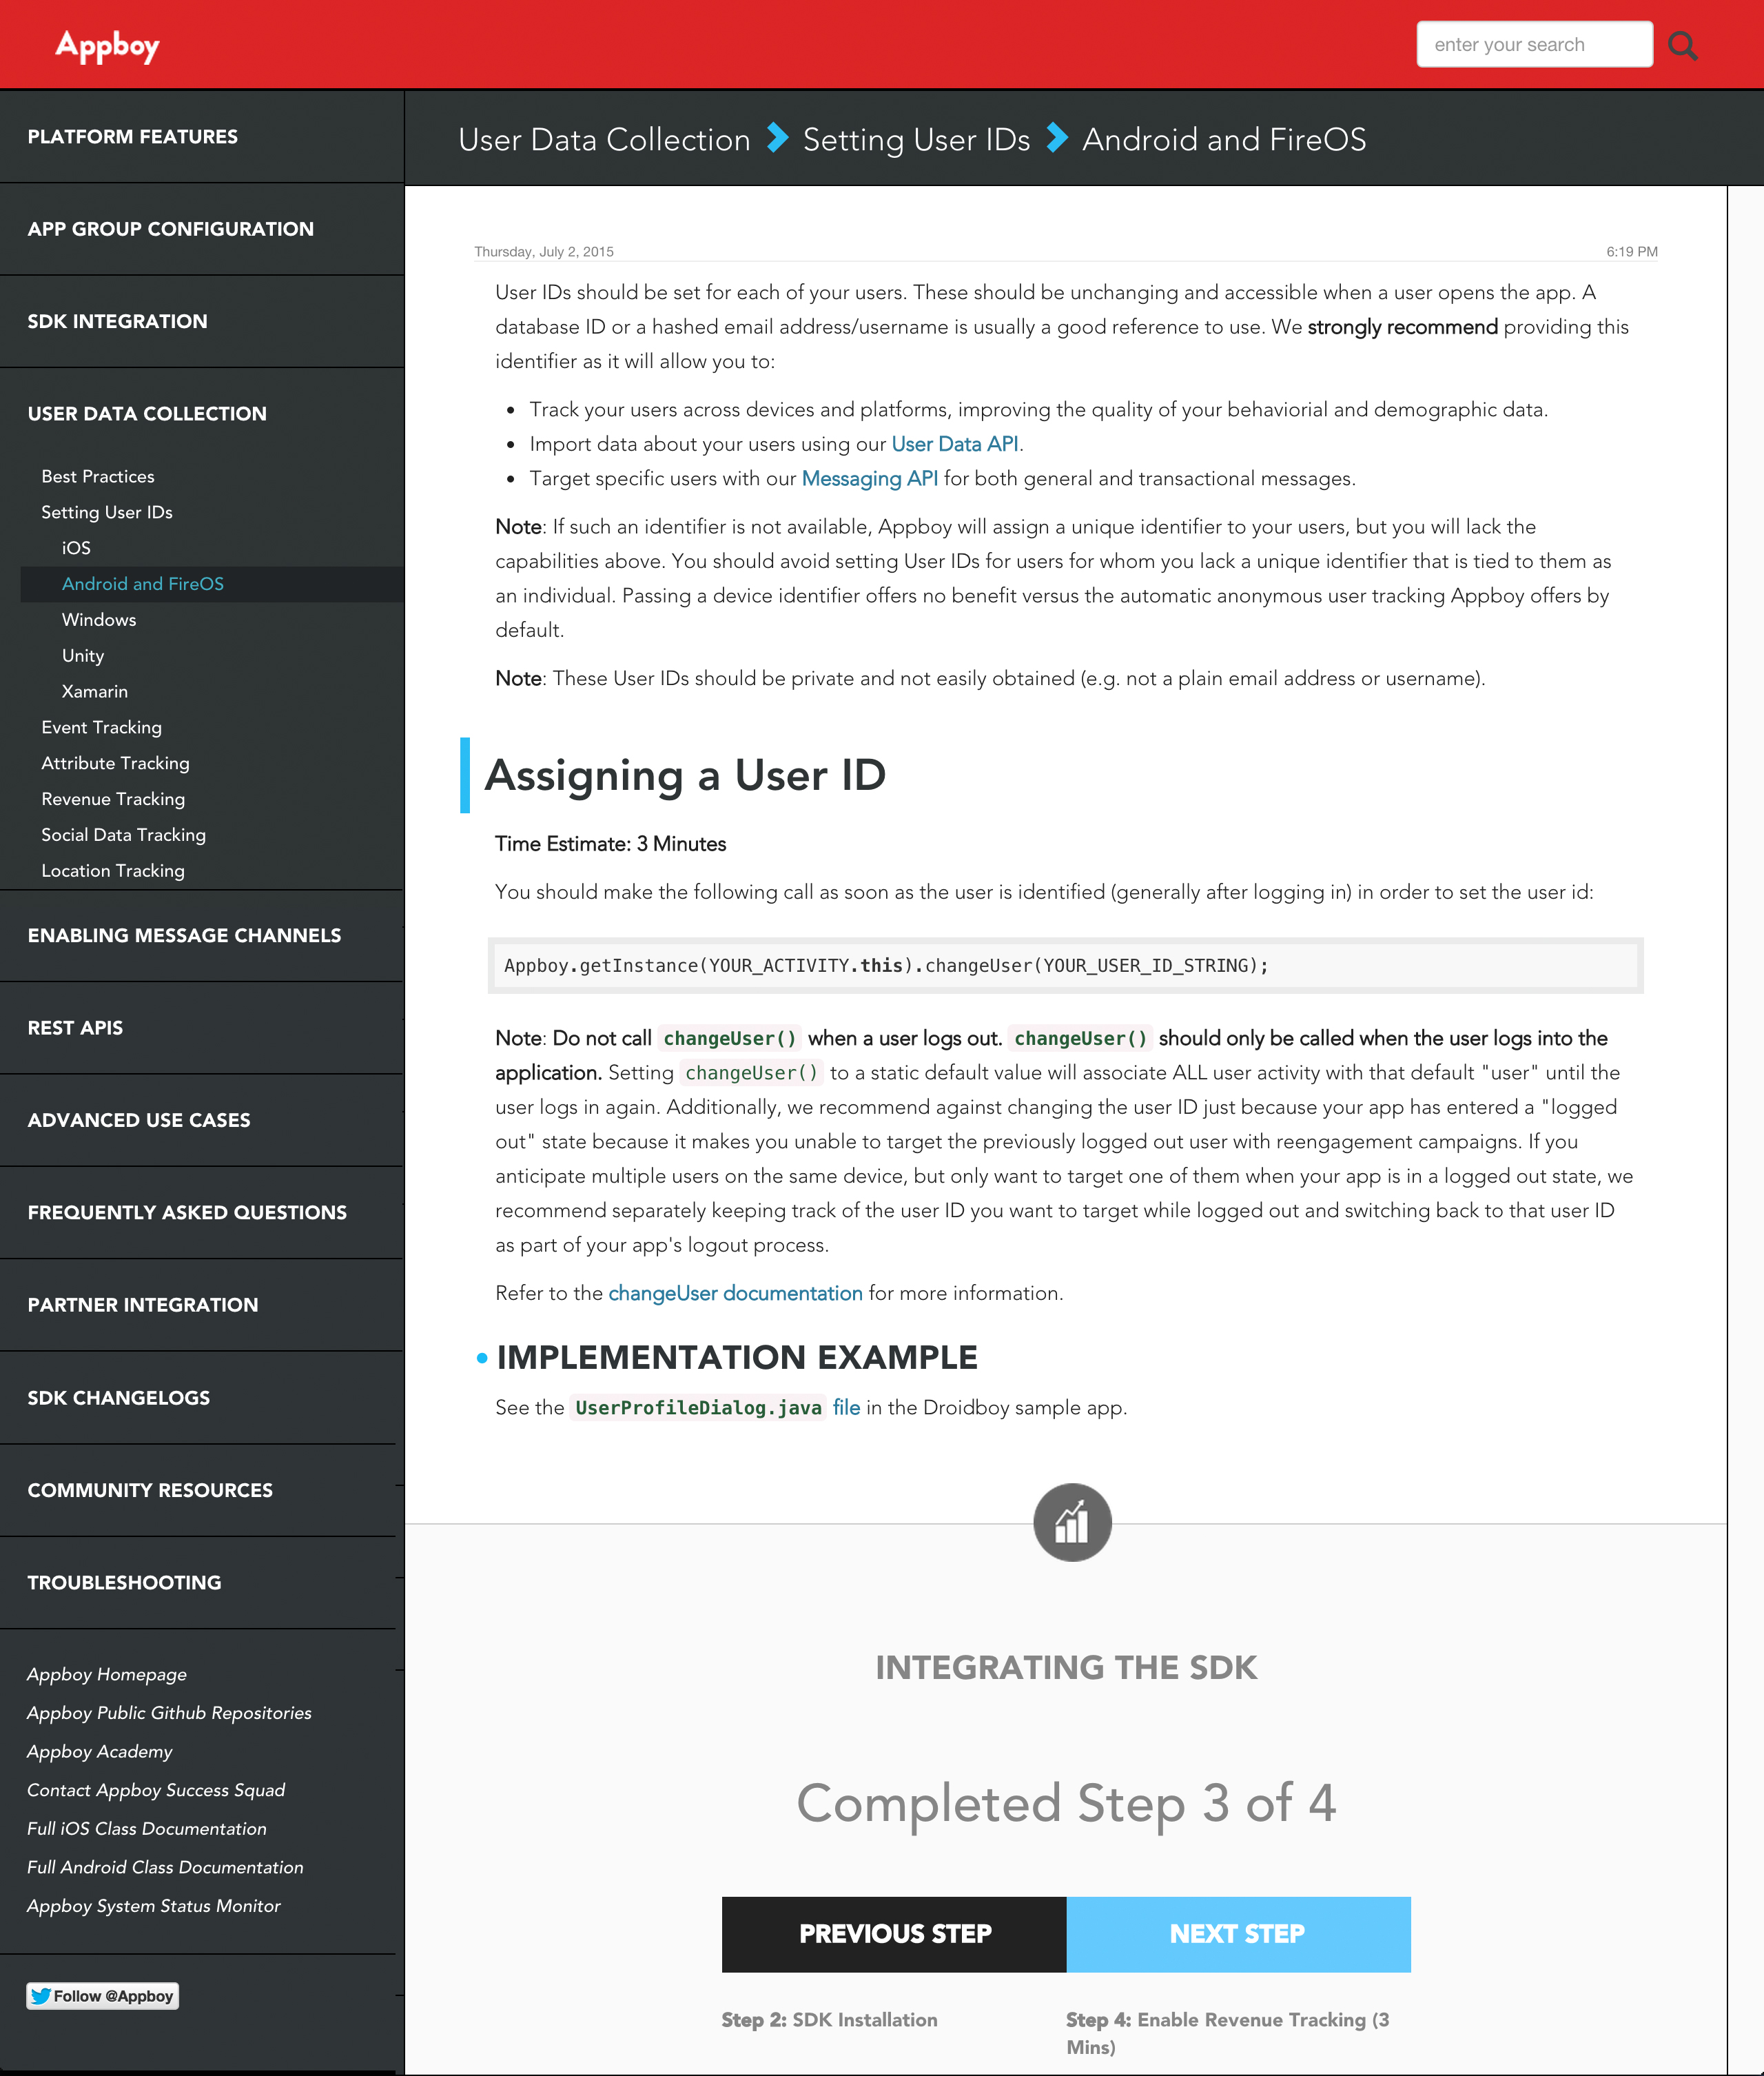 Appboy
enter your search
PLATFORM FEATURES
APP GROUP CONFIGURATION
SDK INTEGRATION
USER DATA COLLECTION
Best Practices
Setting User IDs
iOS
Android and FireOS
Windows
Unity
Xamarin
Event Tracking
Attribute Tracking
Revenue Tracking
Social Data Tracking
Location Tracking
ENABLING MESSAGE CHANNELS
REST APIS
ADVANCED USE CASES
FREQUENTLY ASKED QUESTIONS
PARTNER INTEGRATION
SDK CHANGELOGS
COMMUNITY RESOURCES
TROUBLESHOOTING
Appboy Homepage
Appboy Public Github Repositories
Appboy Academy
Contact Appboy Success Squad
Full iOS Class Documentation
Full Android Class Documentation
Appboy System Status Monitor
Follow @Appboy
User Data Collection Setting User IDs Android and FireOS
Thursday, July 2, 2015 6:19 PM
User IDs should be set for each of your users. These should be unchanging and accessible when a user opens the app. A
database ID or a hashed email address/username is usually a good reference to use. We strongly recommend providing this
identifier as it will allow you to:
• Track your users across devices and platforms, improving the quality of your behaviorial and demographic data.
• Import data about your users using our User Data API.
• Target specific users with our Messaging API for both general and transactional messages.
Note: If such an identifier is not available, Appboy will assign a unique identifier to your users, but you will lack the
capabilities above. You should avoid setting User IDs for users for whom you lack a unique identifier that is tied to them as
an individual. Passing a device identifier offers no benefit versus the automatic anonymous user tracking Appboy offers by
default.
Note: These User IDs should be private and not easily obtained (e.g. not a plain email address or username).
Assigning a User ID
Time Estimate: 3 Minutes
You should make the following call as soon as the user is identified (generally after logging in) in order to set the user id:
Appboy.getInstance(YOUR_ACTIVITY.this).changeUser(YOUR_USER_ID_STRING);
Note: Do not call changeUser() when a user logs out. changeUser() should only be called when the user logs into the
application. Setting changeUser() to a static default value will associate ALL user activity with that default "user" until the
user logs in again. Additionally, we recommend against changing the user ID just because your app has entered a "logged
out" state because it makes you unable to target the previously logged out user with reengagement campaigns. If you
anticipate multiple users on the same device, but only want to target one of them when your app is in a logged out state, we
recommend separately keeping track of the user ID you want to target while logged out and switching back to that user ID
as part of your app's logout process.
Refer to the changeUser documentation for more information.
• IMPLEMENTATION EXAMPLE
See the UserProfileDialog.java file in the Droidboy sample app.
INTEGRATING THE SDK
Completed Step 3 of 4
PREVIOUS STEP NEXT STEP
Step 2: SDK Installation
Step 4: Enable Revenue Tracking (3
Mins)